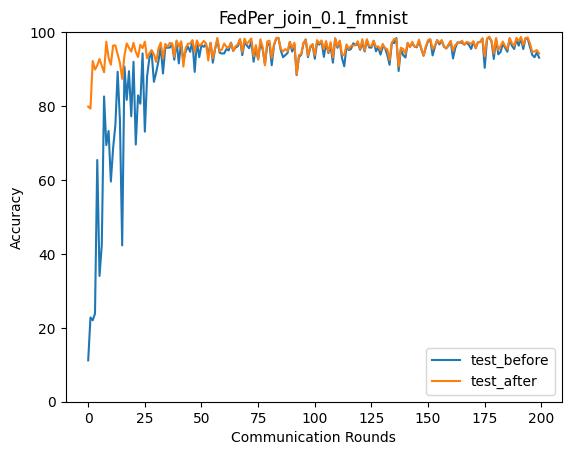 FedPer_join_0.1_fmnist
100
80
60
40
20
0
Accuracy
0 25 50 75 100 125 150 175 200
Communication Rounds
test_before
test_after